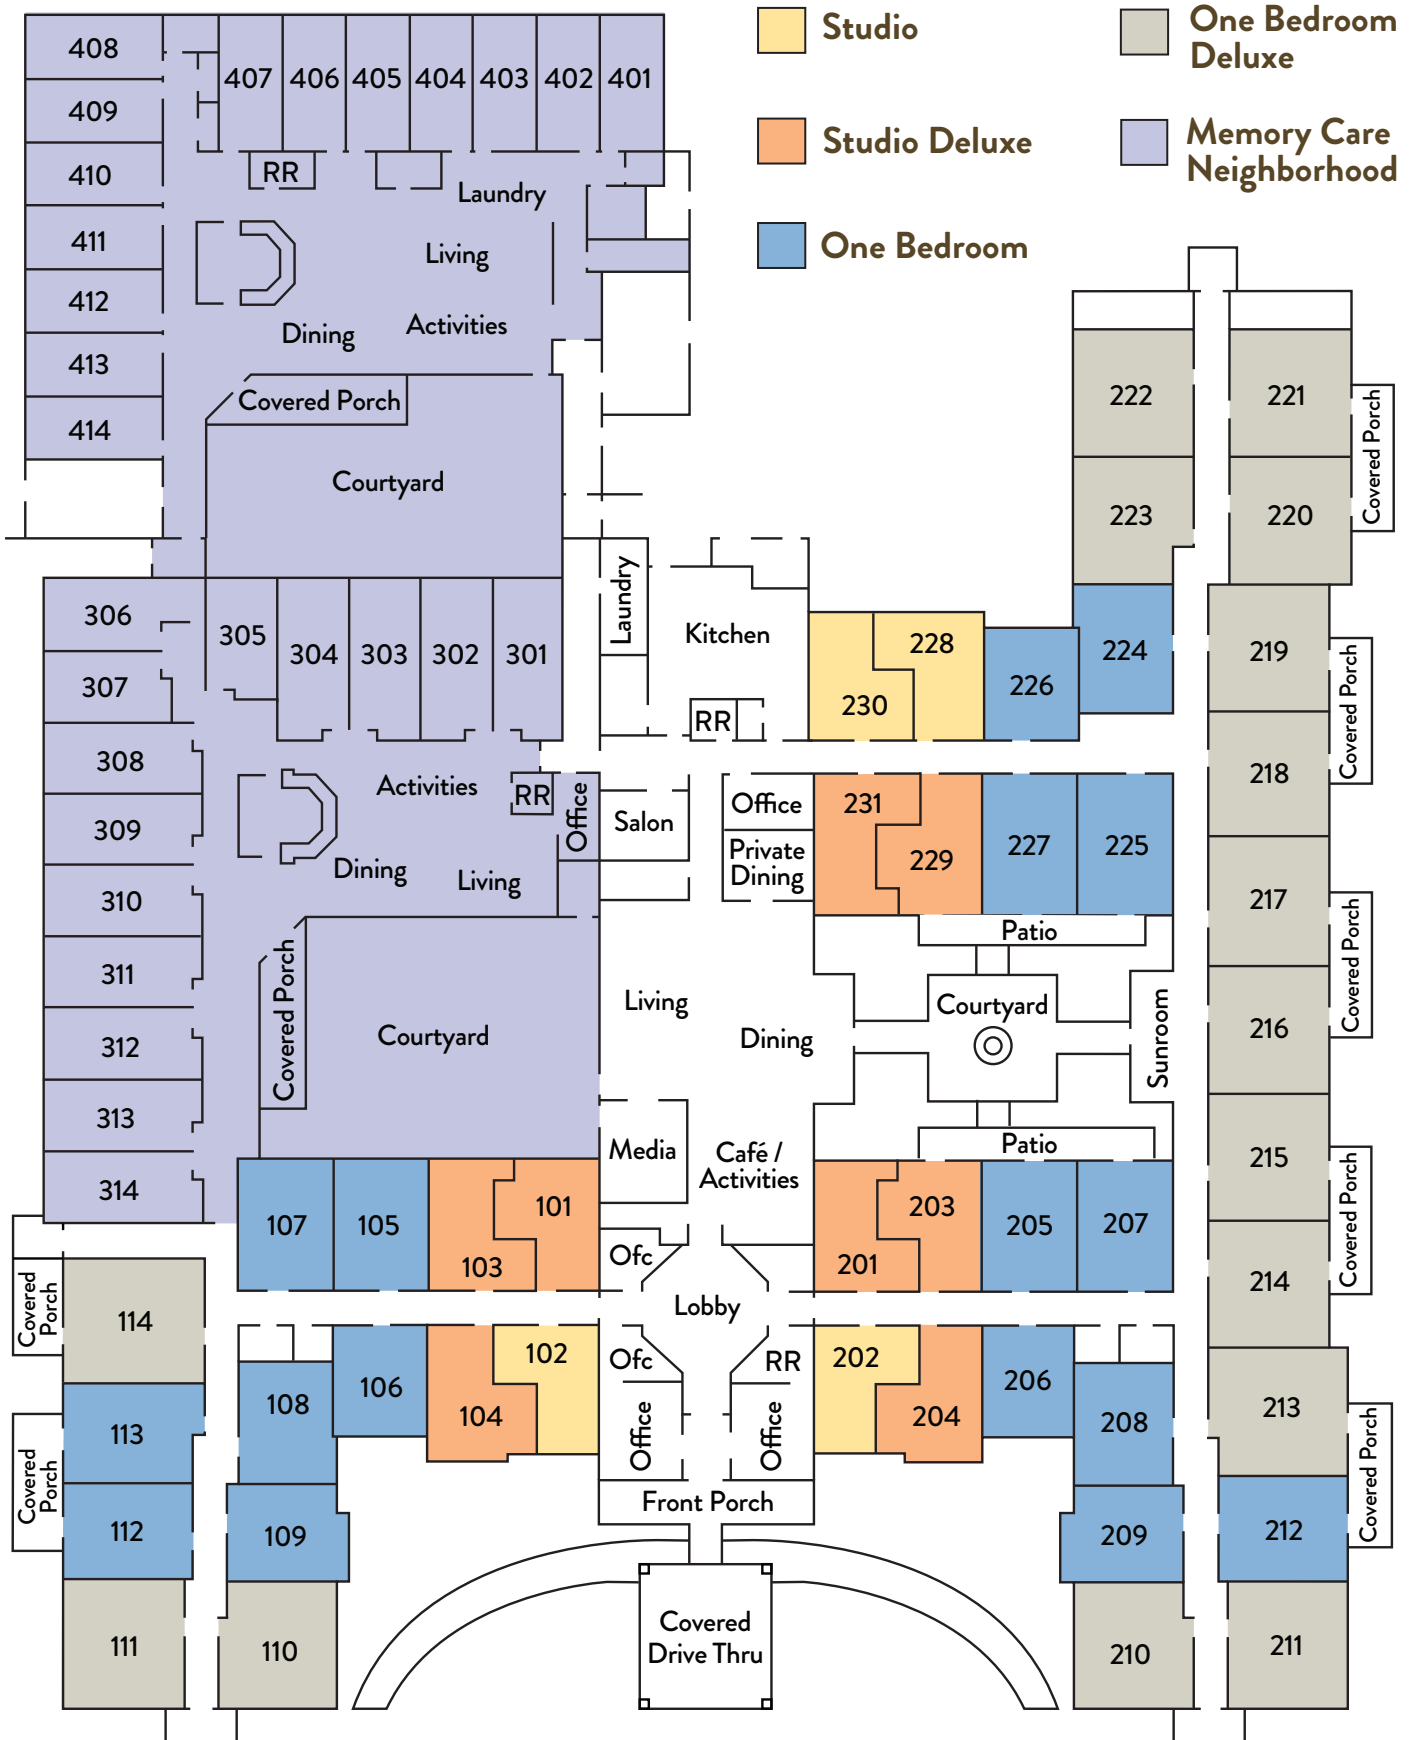 Studio
One Bedroom
Deluxe
Studio Deluxe
Memory Care
Neighborhood
One Bedroom
408
407
406
405
404
403
402
401
409
410
RR
Laundry
411
Living
412
Dining
Activities
413
Covered Porch
414
Courtyard
222
221
Covered Porch
223
220
306
305
304
303
302
301
Laundry
Kitchen
307
RR
230
228
226
224
219
Covered Porch
218
308
Activities
RR
Office
Salon
Office
Private
Dining
231
229
227
225
309
Dining
Living
310
217
Covered Porch
216
311
Covered Porch
Courtyard
Living
Dining
Patio
Courtyard
Sunroom
312
313
Media
Café /
Activities
Patio
215
Covered Porch
214
314
107
105
103
101
Ofc
201
203
205
207
Lobby
Covered
Porch
114
113
Covered
Porch
112
111
108
106
104
102
Ofc
RR
Office
Office
202
204
206
208
213
Covered Porch
212
109
Front Porch
209
110
Covered
Drive Thru
210
211